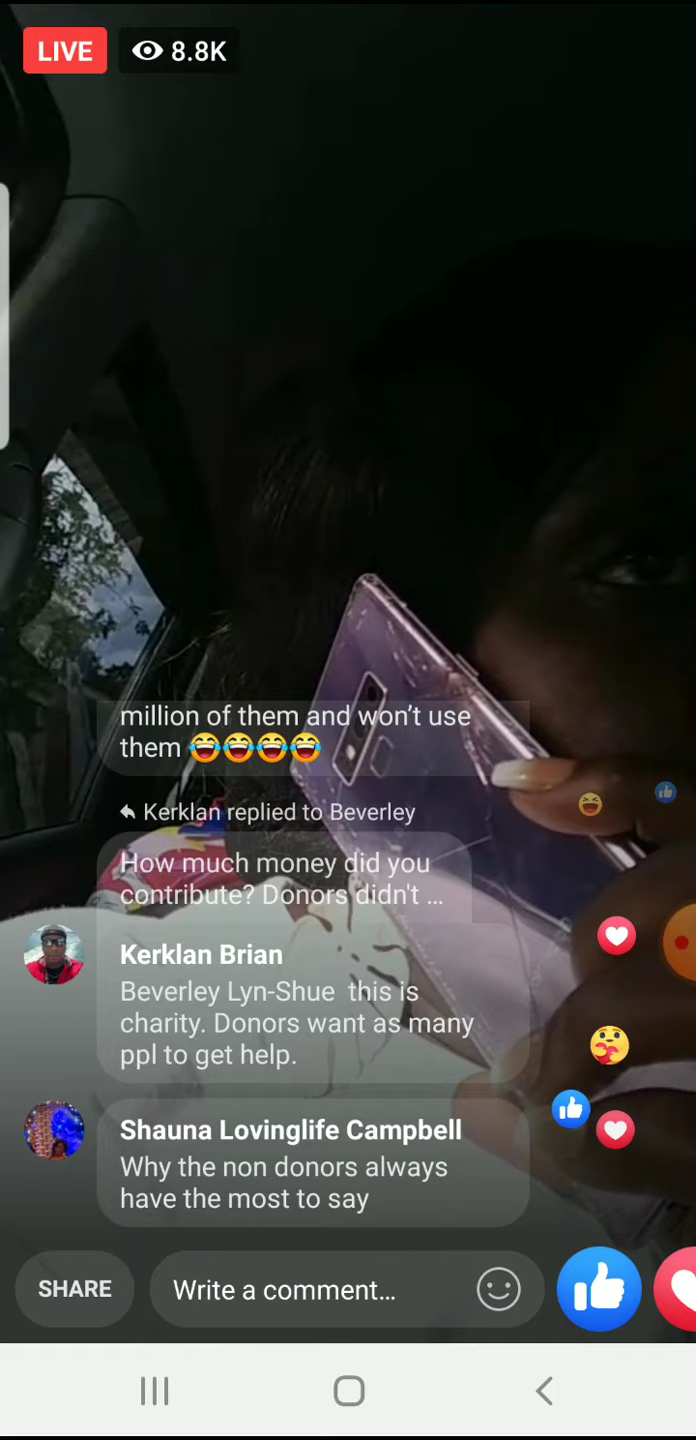 LIVE
8.8K
million of them and won't use
them 😂😂😂😂
Kerklan replied to Beverley
How much money did you
contribute? Donors didn't ...
Kerklan Brian
Beverley Lyn-Shue this is
charity. Donors want as many
ppl to get help.
Shauna Lovinglife Campbell
Why the non donors always
have the most to say
SHARE
Write a comment...